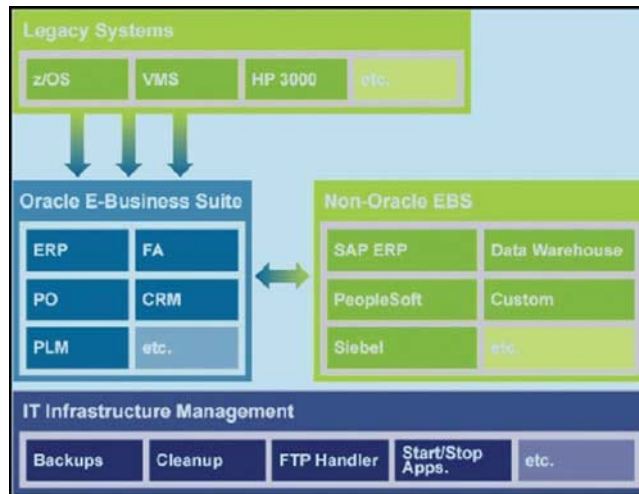 Legacy Systems
z/OS VMS HP 3000 etc.
Oracle E-Business Suite
ERP FA
PO CRM
PLM etc.
Non-Oracle EBS
SAP ERP Data Warehouse
PeopleSoft Custom
Siebel etc.
IT Infrastructure Management
Backups Cleanup FTP Handler Start/Stop Apps. etc.